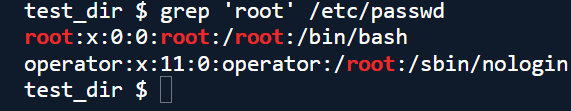 test_dir $ grep 'root' /etc/passwd
root:x:0:0:root:/root:/bin/bash
operator:x:11:0:operator:/root:/sbin/nologin
test_dir $